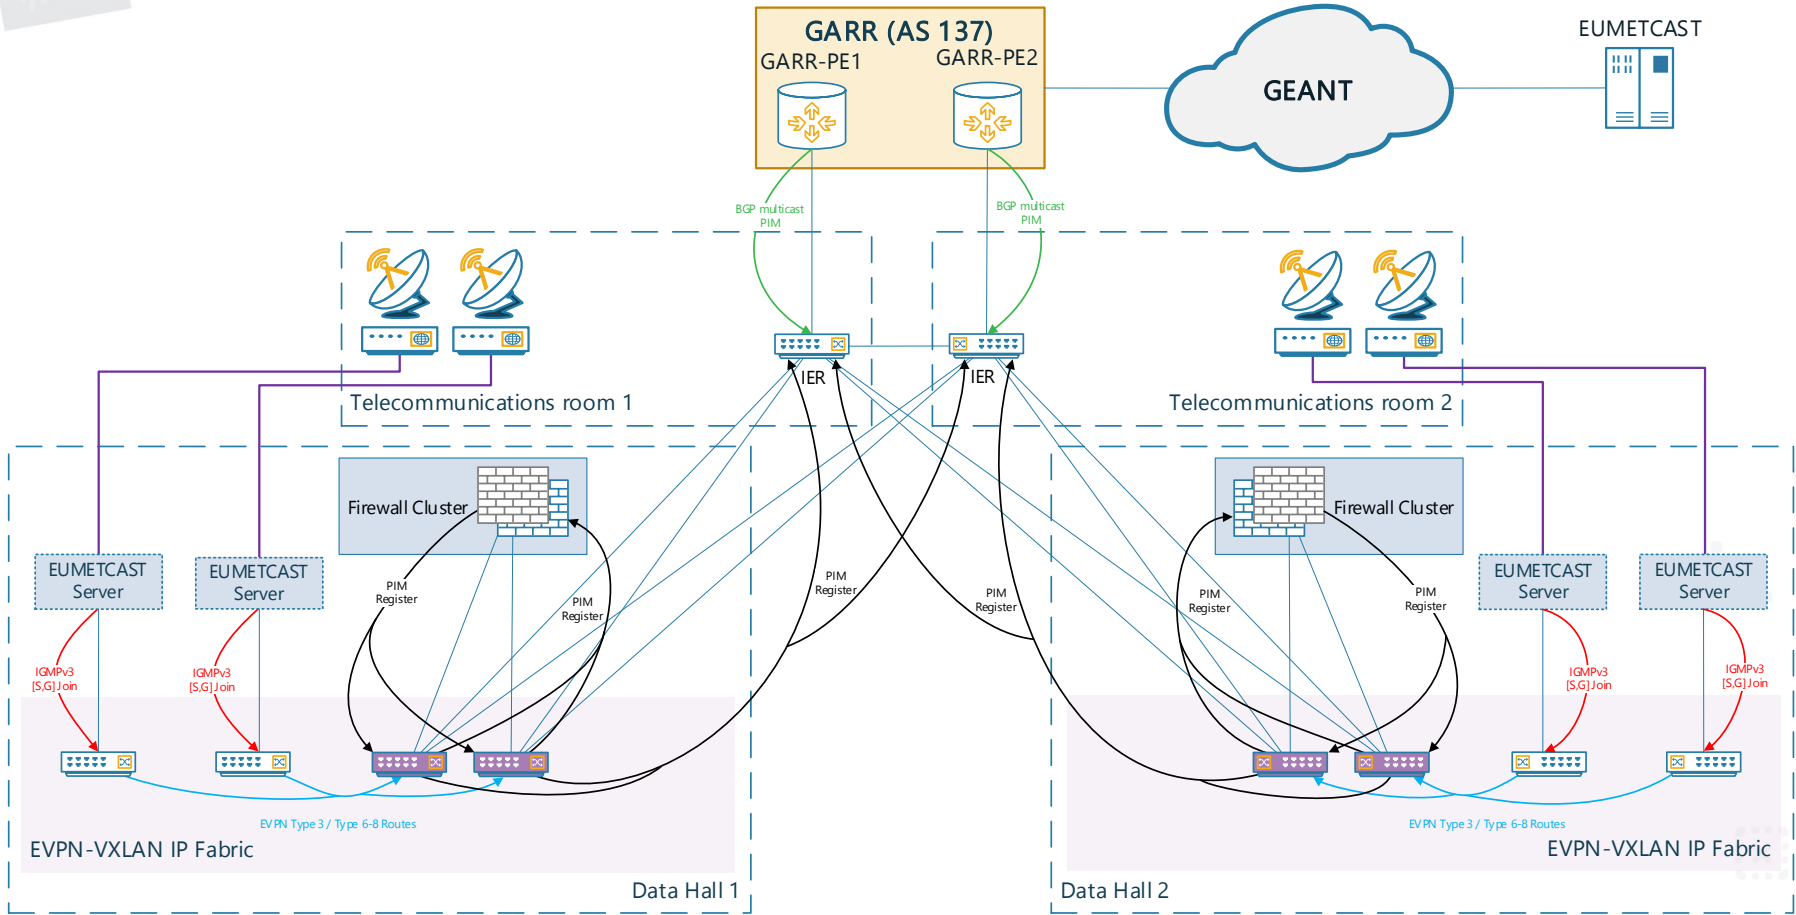 GARR (AS 137)
GARR-PE1
GARR-PE2
GEANT
EUMETCAST
BGP multicast
PIM
BGP multicast
PIM
IER
IER
Telecommunications room 1
Telecommunications room 2
Firewall Cluster
Firewall Cluster
EUMETCAST
Server
EUMETCAST
Server
PIM
Register
PIM
Register
PIM
Register
PIM
Register
PIM
Register
PIM
Register
EUMETCAST
Server
EUMETCAST
Server
IGMPv3
[S,G] Join
IGMPv3
[S,G] Join
IGMPv3
[S,G] Join
IGMPv3
[S,G] Join
EVPN Type 3 / Type 6-8 Routes
EVPN Type 3 / Type 6-8 Routes
EVPN-VXLAN IP Fabric
EVPN-VXLAN IP Fabric
Data Hall 1
Data Hall 2